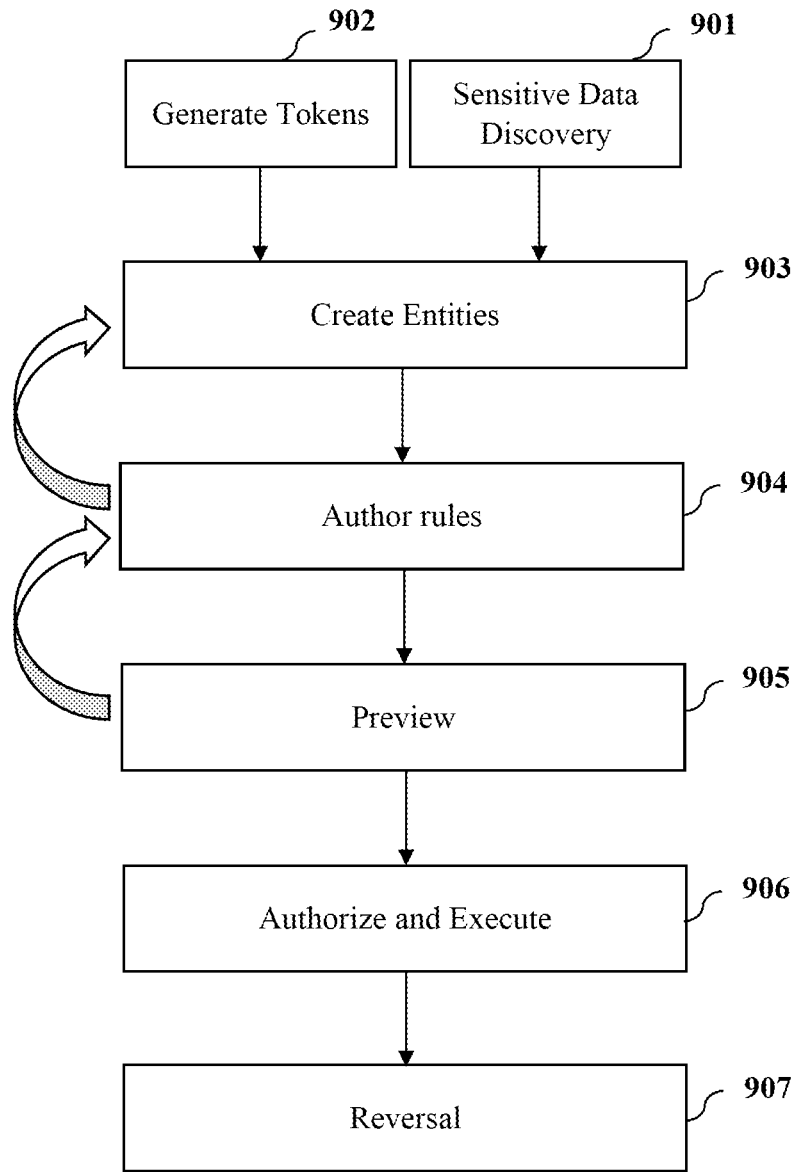 902
901
Generate Tokens
Sensitive Data
Discovery
903
Create Entities
904
Author rules
905
Preview
906
Authorize and Execute
907
Reversal